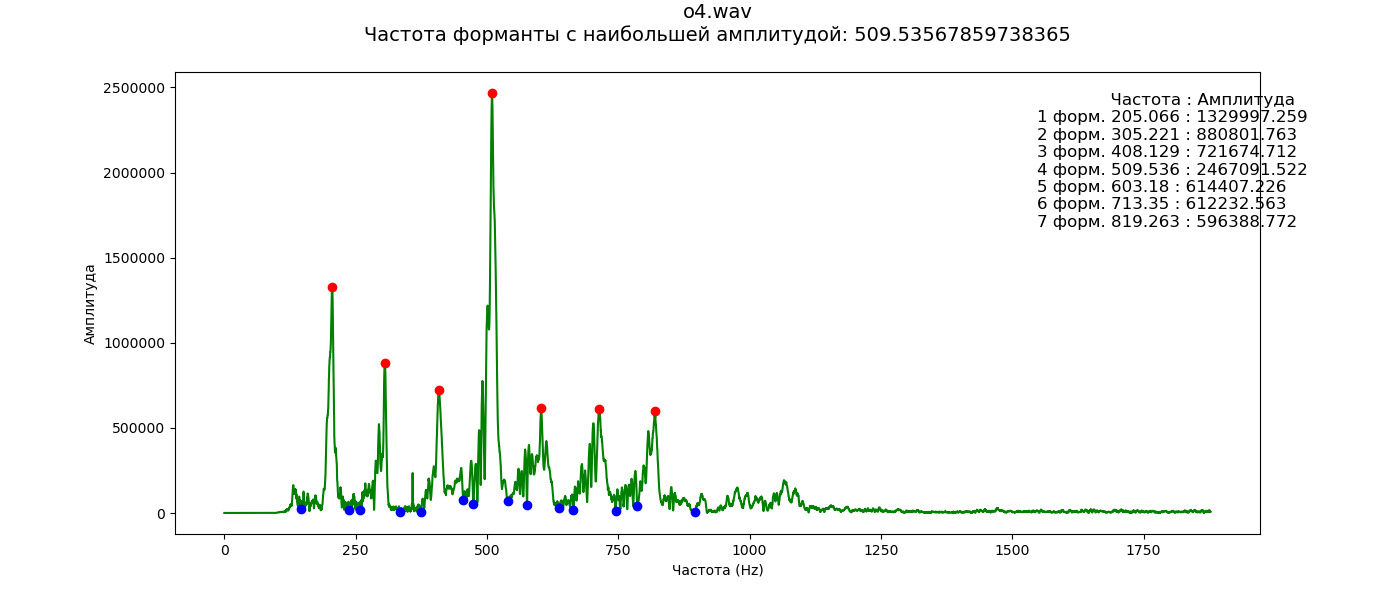 o4.wav
Частота форманты с наибольшей амплитудой: 509.53567859738365
Частота : Амплитуда
1 форм. 205.066 : 1329997.259
2 форм. 305.221 : 880801.763
3 форм. 408.129 : 721674.712
4 форм. 509.536 : 2467091.522
5 форм. 603.18 : 614407.226
6 форм. 713.35 : 612232.563
7 форм. 819.263 : 596388.772
2500000
2000000
1500000
1000000
500000
0
Амплитуда
0 250 500 750 1000 1250 1500 1750
Частота (Hz)